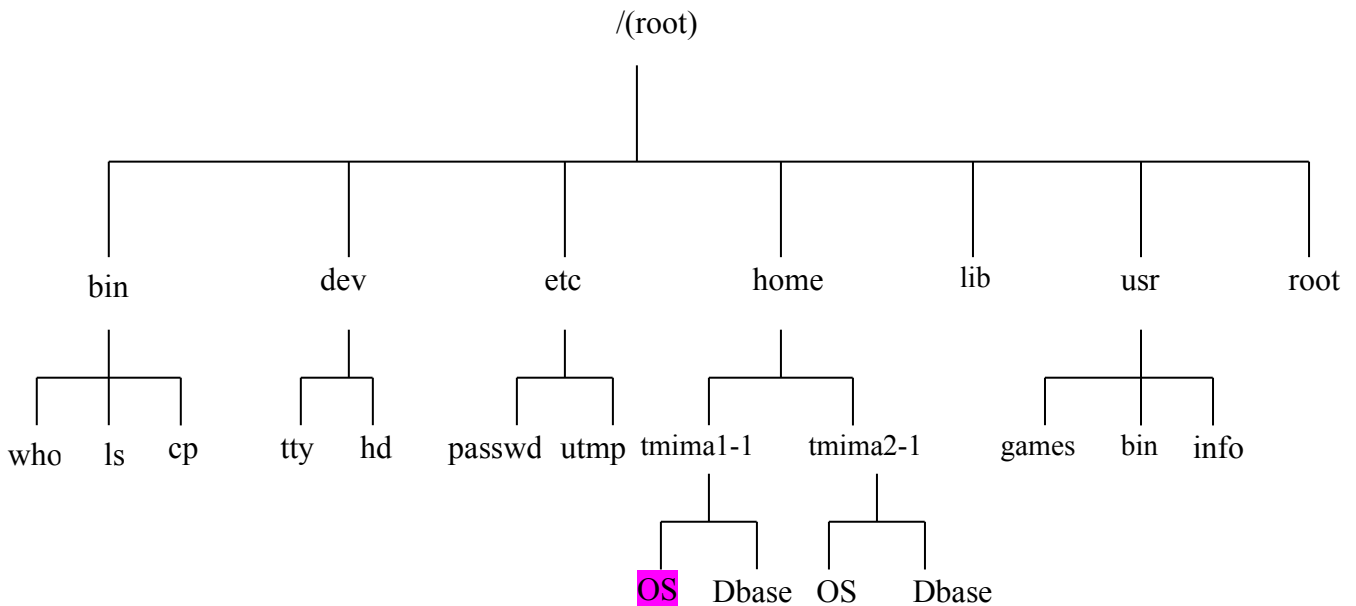 /(root)
bin dev etc home lib usr root
who ls cp tty hd passwd utmp tmima1-1 tmima2-1 games bin info
OS Dbase OS Dbase